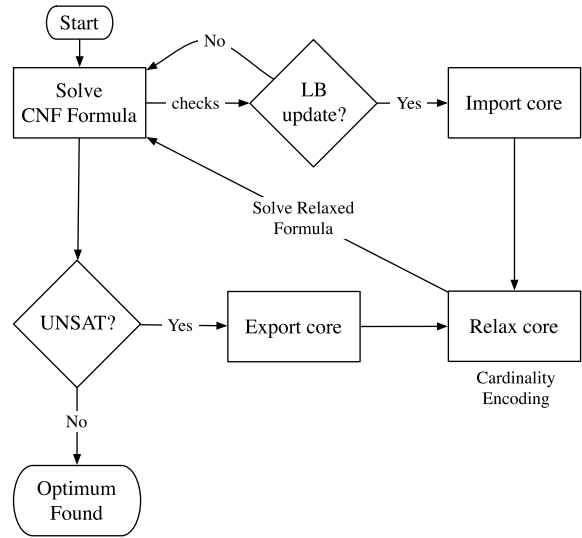 Start
No
Solve
CNF Formula
checks
LB
update?
Yes
Import core
Solve Relaxed
Formula
UNSAT?
Yes
Export core
Relax core
Cardinality
Encoding
No
Optimum
Found